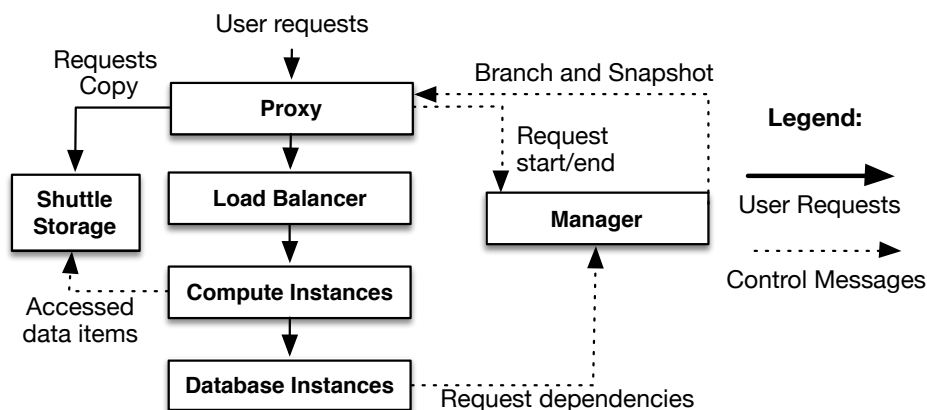 User requests
Requests
Copy
Branch and Snapshot
Proxy
Legend:
Request
start/end
Shuttle
Storage
Load Balancer
Manager
User Requests
Control Messages
Accessed
data items
Compute Instances
Database Instances
Request dependencies